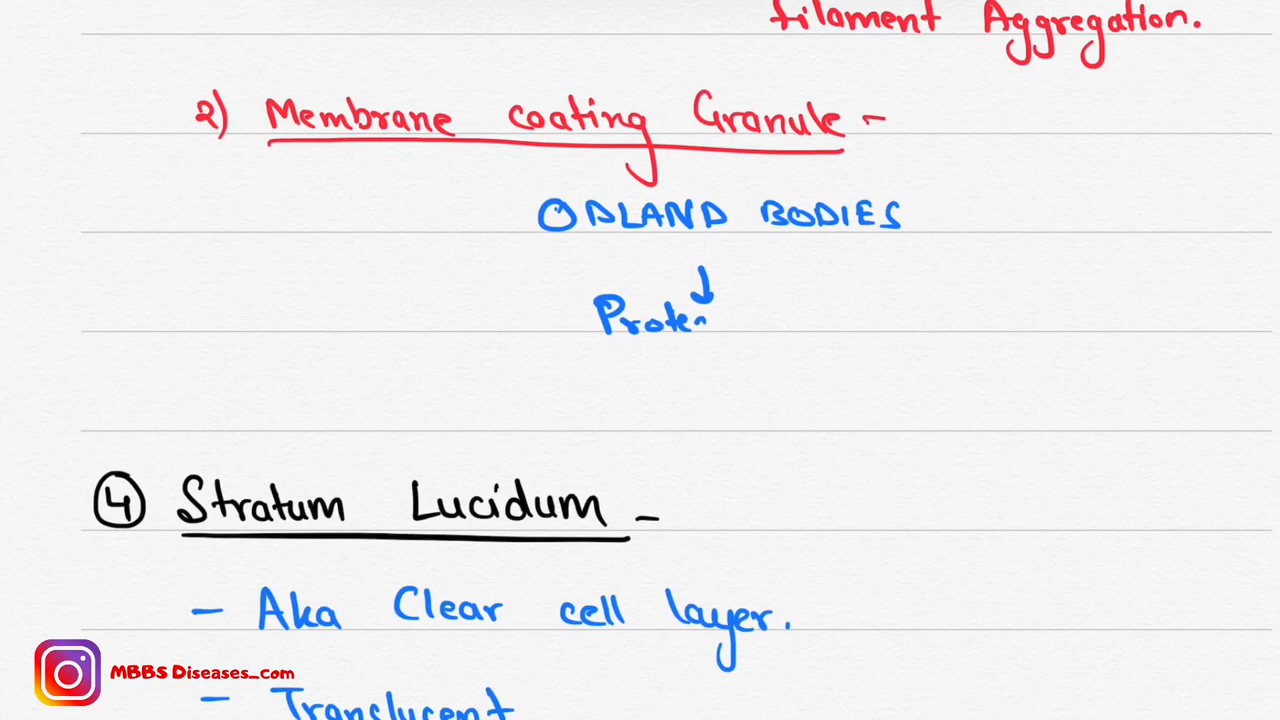 filament Aggregation.
2) Membrane coating Granule -
ODLAND BODIES
↓
Prote
④ Stratum Lucidum -
- Aka Clear cell layer.
- Translucent
MBBS Diseases_com